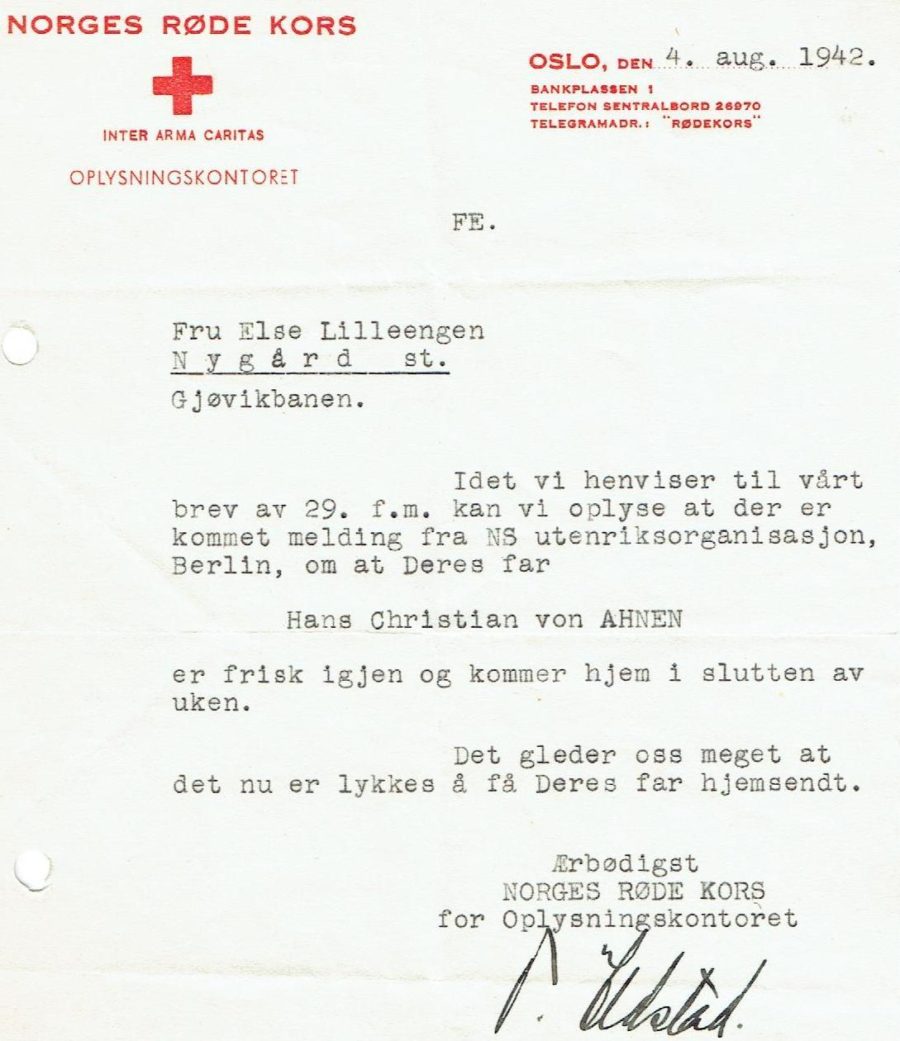 NORGES RØDE KORS
INTER ARMA CARITAS
OPLYSNINGSKONTORET
OSLO, DEN 4. aug. 1942.
BANKPLASSEN 1
TELEFON SENTRALBORD 26970
TELEGRAMADR.: "RØDEKORS"
FE.
Fru Else Lilleengen
Nygård st.
Gjøvikbanen.
Idet vi henviser til vårt
brev av 29. f.m. kan vi oplyse at der er
kommet melding fra NS utenriksorganisasjon,
Berlin, om at Deres far
Hans Christian von AHNEN
er frisk igjen og kommer hjem i slutten av
uken.
Det gleder oss meget at
det nu er lykkes å få Deres far hjemsendt.
Ærbødigst
NORGES RØDE KORS
for Oplysningskontoret